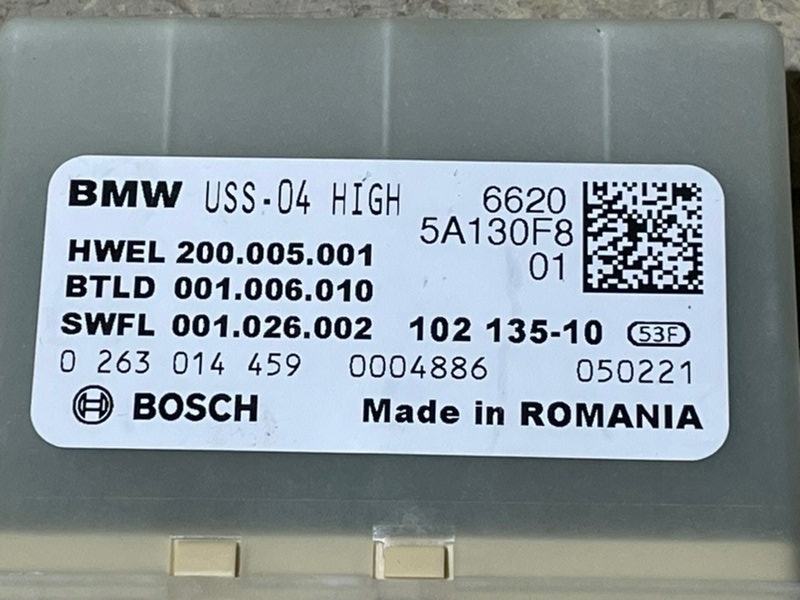 BMW USS-04 HIGH 6620
5A130F8
HWEL 200.005.001 01
BTLD 001.006.010
SWFL 001.026.002 102 135-10 53F
0 263 014 459 0004886 050221
BOSCH Made in ROMANIA